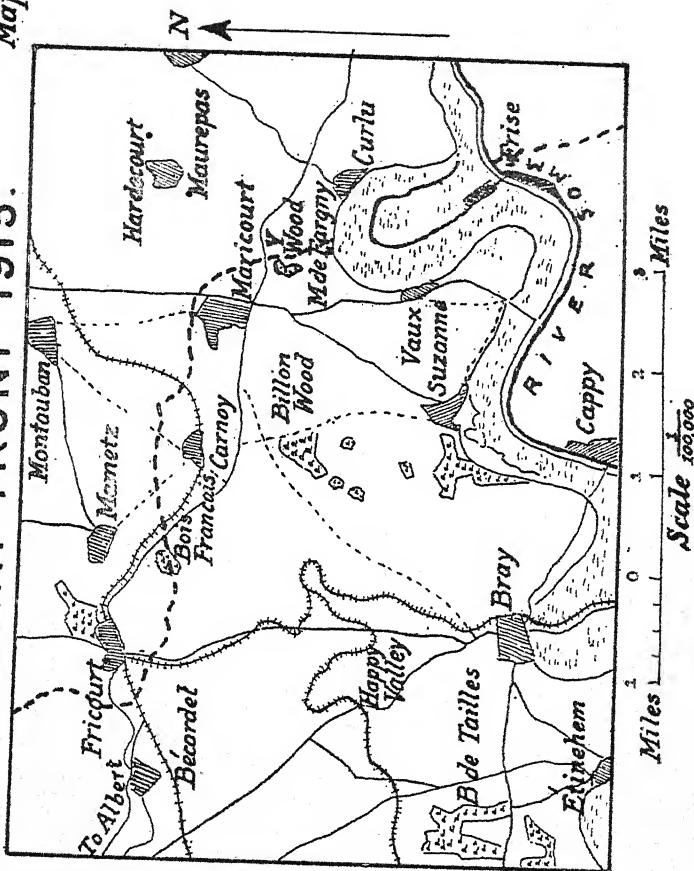 FRONT 1915.
Map
N
To Albert
Fricourt
Bécordel
Mametz
Montauban
Hardecourt
Maurepas
Bois
Français
Carnoy
Maricourt
Y
Wood
M de Fargny
Curlu
Billon
Wood
Happy
Valley
Vaux
Suzanne
B de Tailles
Bray
Frise
RIVER
SOMME
Cappy
Etinehem
Miles 1 0 1 2 3 Miles
Scale 1/100,000